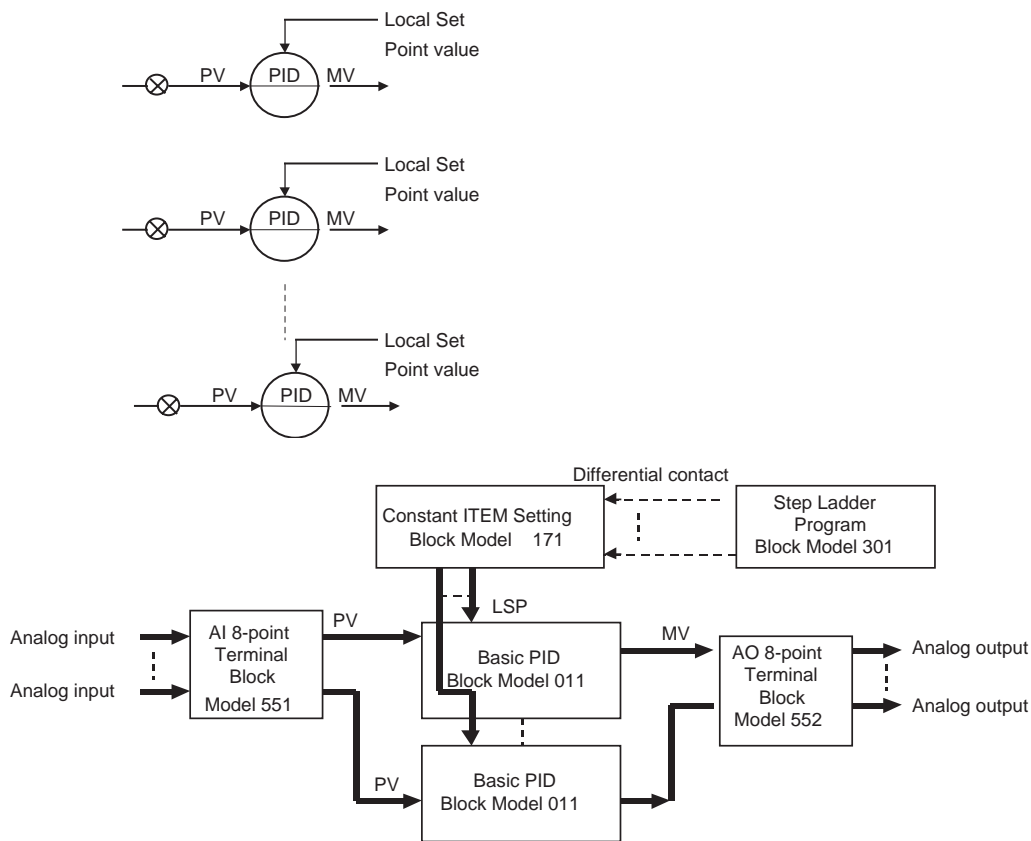 Local Set
Point value
PV
PID
MV
Local Set
Point value
PV
PID
MV
Local Set
Point value
PV
PID
MV
Differential contact
Constant ITEM Setting
Block Model 171
Step Ladder
Program
Block Model 301
LSP
Analog input
Analog input
AI 8-point
Terminal
Block
Model 551
PV
Basic PID
Block Model 011
MV
AO 8-point
Terminal
Block
Model 552
Analog output
Analog output
PV
Basic PID
Block Model 011